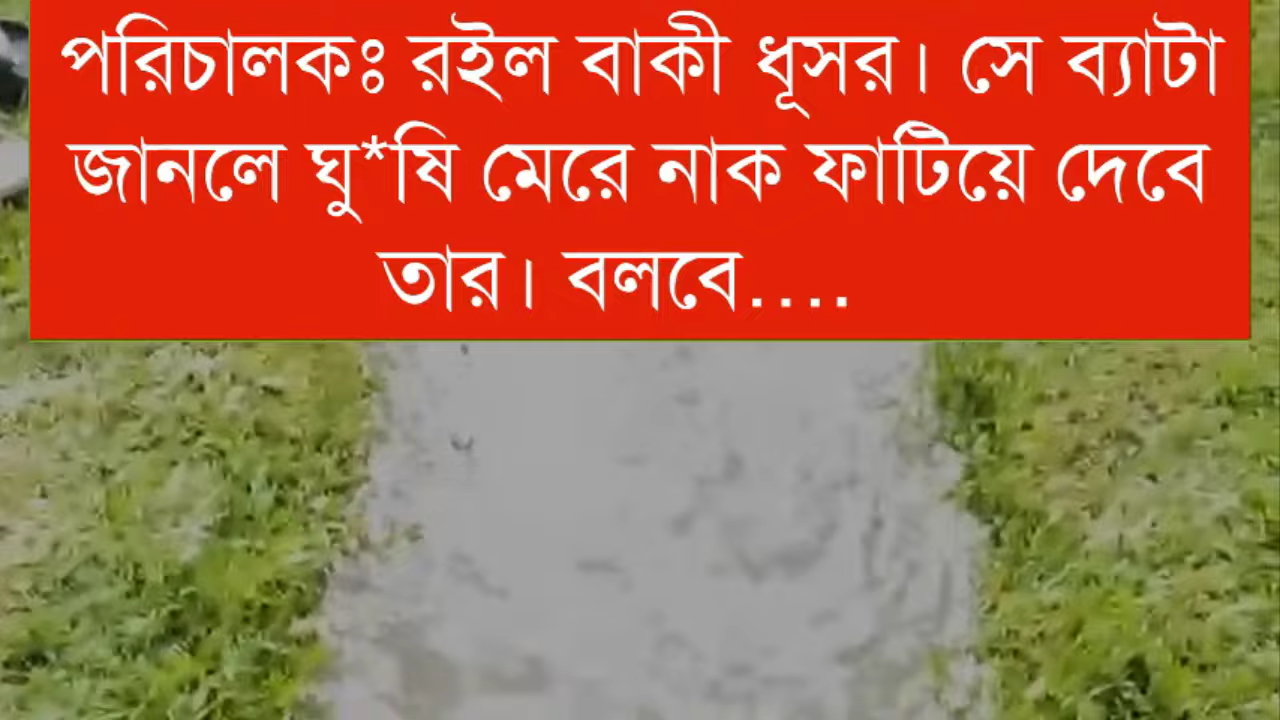 পরিচালকঃ রইল বাকী ধূসর। সে ব্যাটা
জানলে ঘু*ষি মেরে নাক ফাটিয়ে দেবে
তার। বলবে....